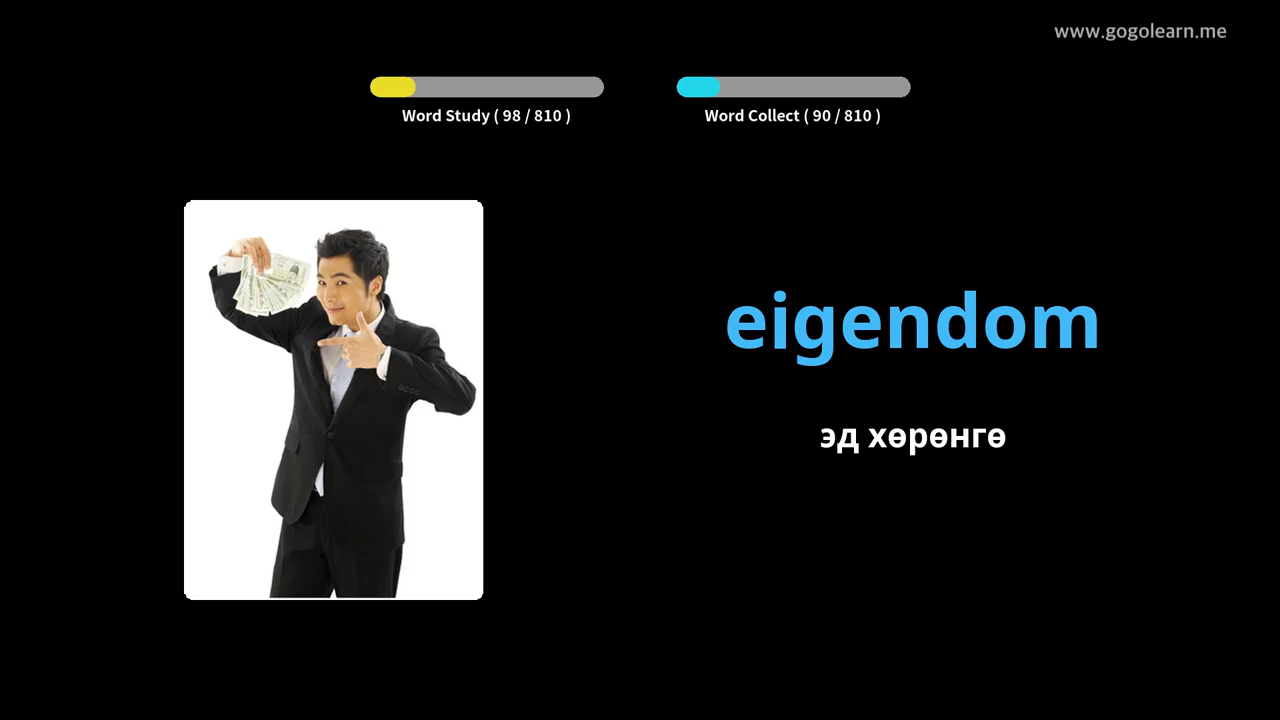 www.gogolearn.me
Word Study ( 98 / 810 )
Word Collect ( 90 / 810 )
eigendom
эд хөрөнгө